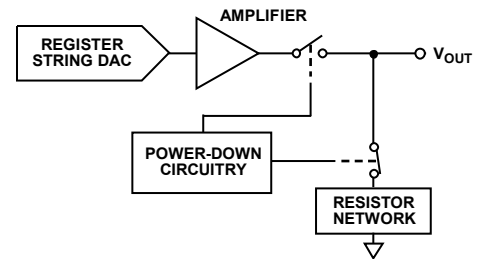 AMPLIFIER
REGISTER
STRING DAC
VOUT
POWER-DOWN
CIRCUITRY
RESISTOR
NETWORK